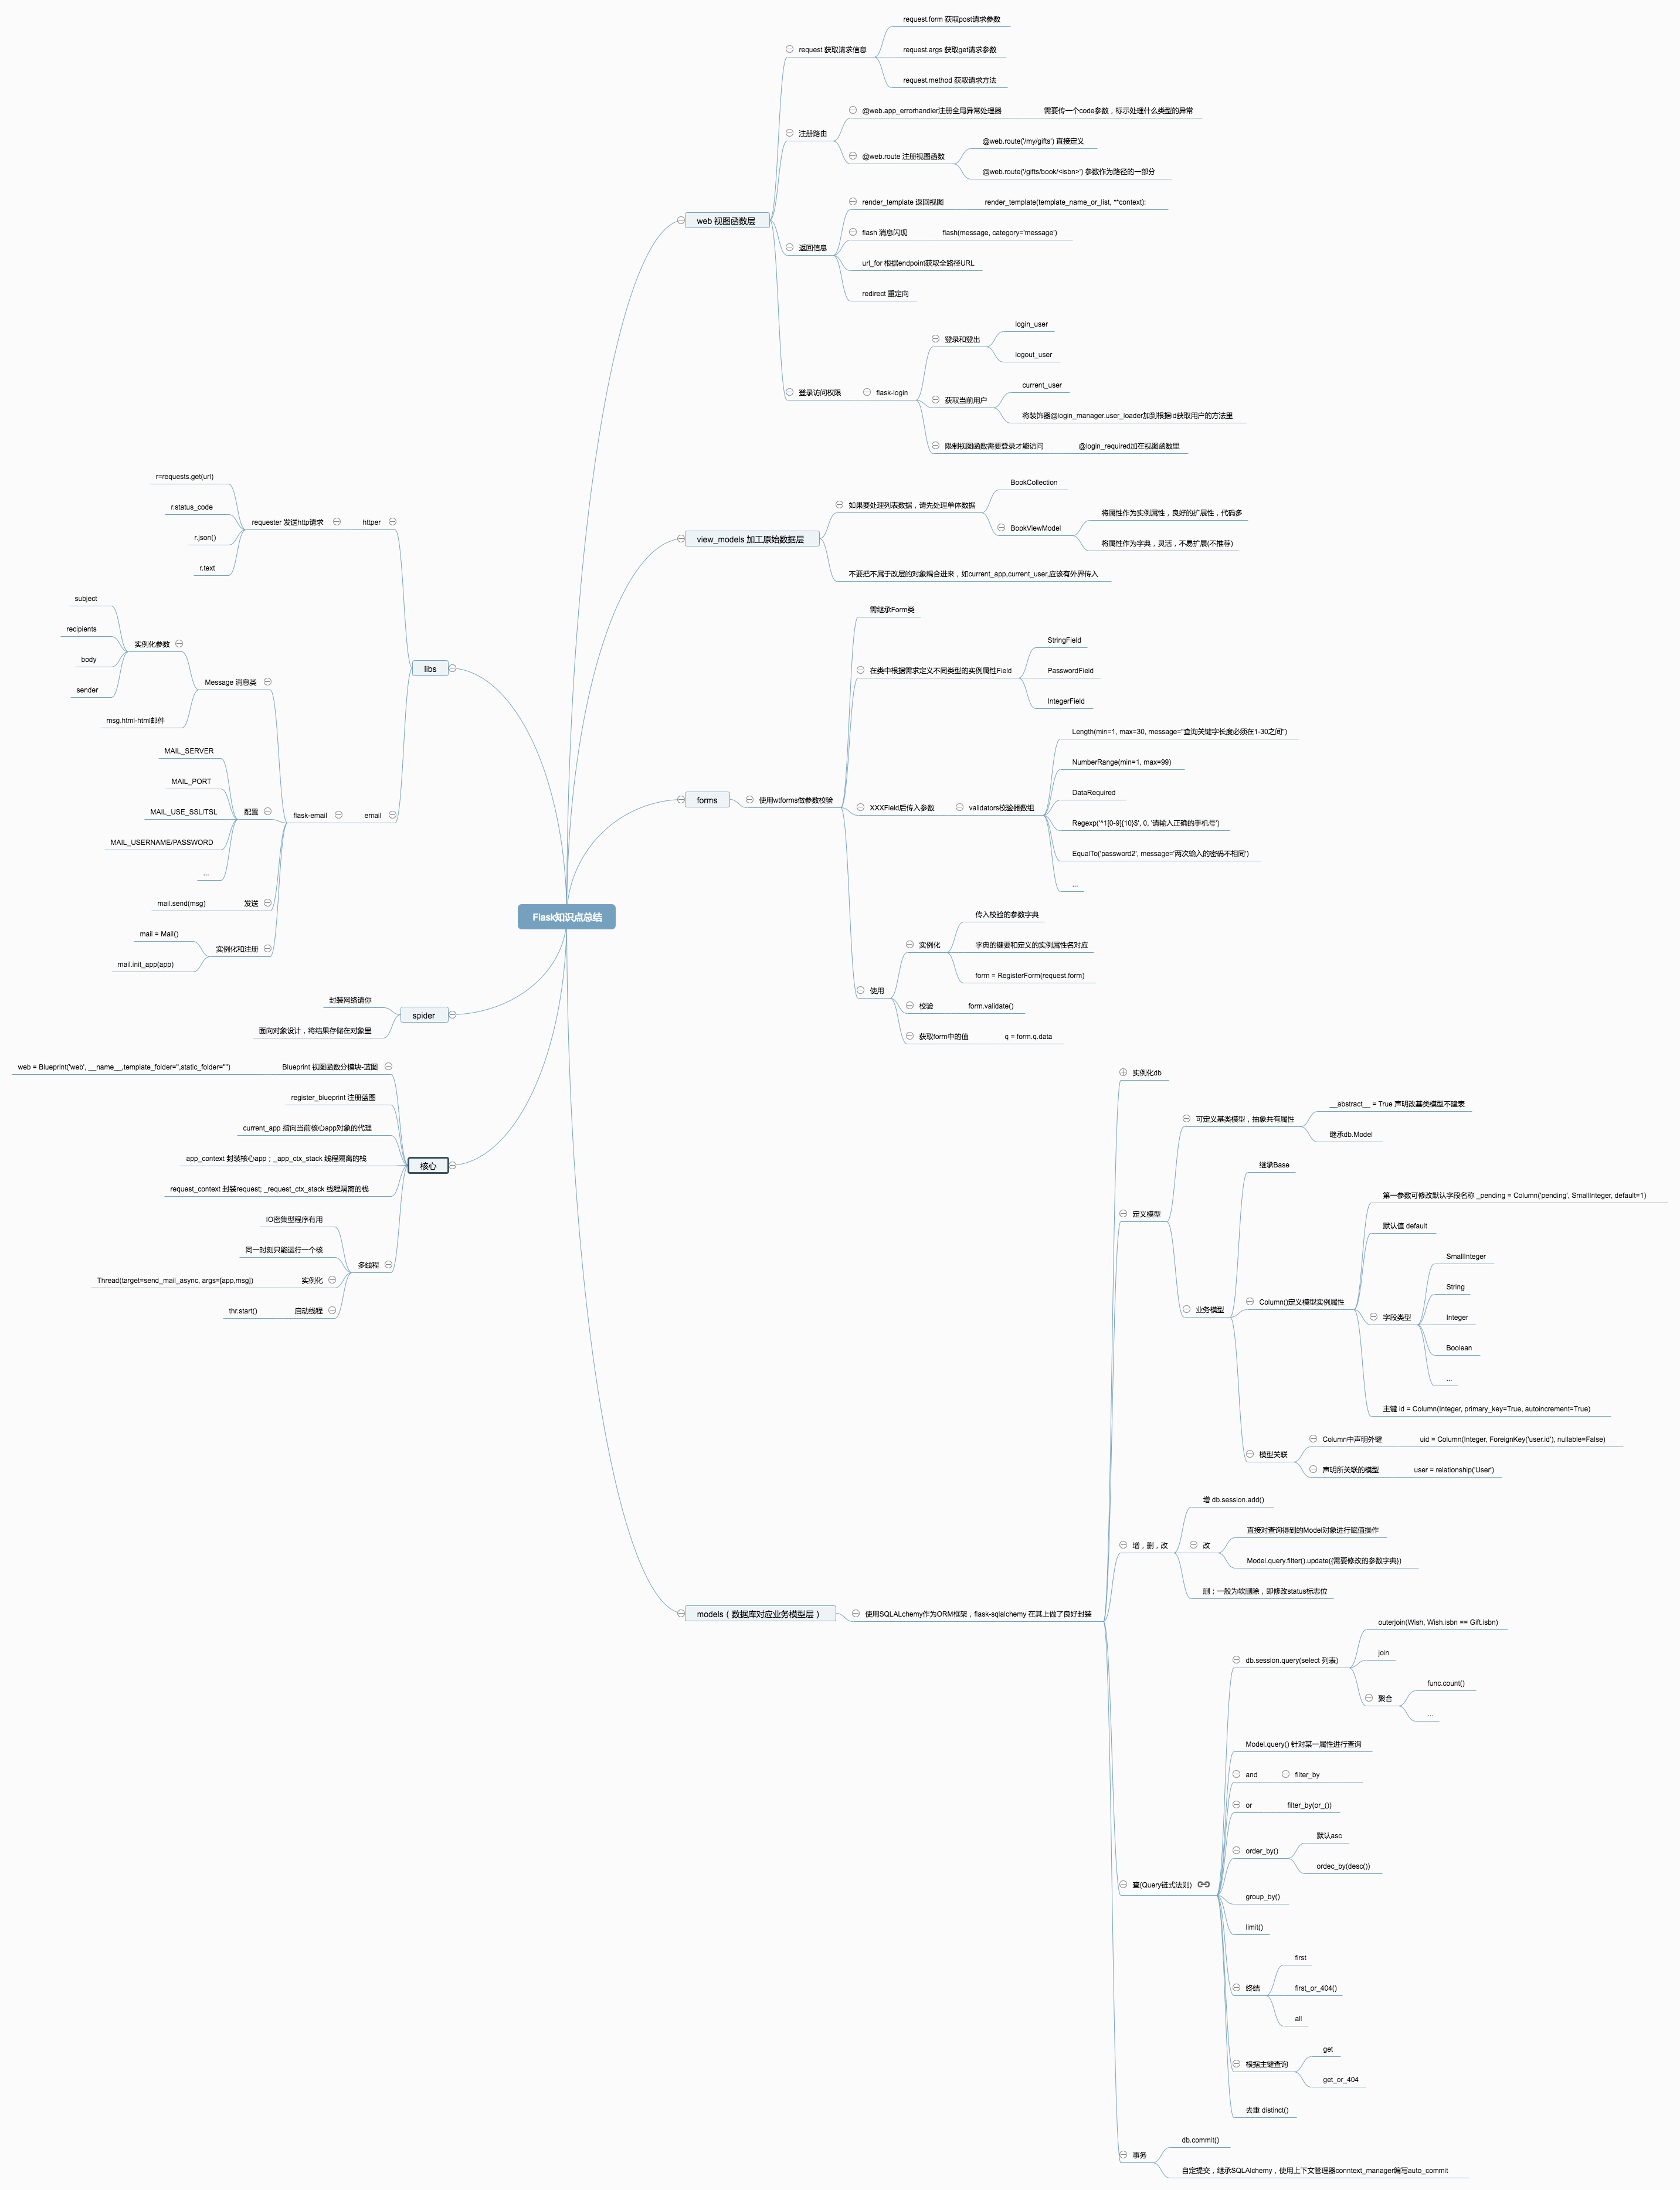 Flask知识点总结
web 视图函数层
request 获取请求信息
request.form 获取post请求参数
request.args 获取get请求参数
request.method 获取请求方法
注册路由
@web.app_errorhandler注册全局异常处理器
需要传一个code参数，标示处理什么类型的异常
@web.route 注册视图函数
@web.route('/my/gifts') 直接定义
@web.route('/gifts/book/<isbn>') 参数作为路径的一部分
返回信息
render_template 返回视图
render_template(template_name_or_list, **context):
flash 消息闪现
flash(message, category='message')
url_for 根据endpoint获取全路径URL
redirect 重定向
登录访问权限
flask-login
登录和登出
login_user
logout_user
获取当前用户
current_user
将装饰器@login_manager.user_loader加到根据id获取用户的方法里
限制视图函数需要登录才能访问
@login_required加在视图函数里
view_models 加工原始数据层
如果要处理列表数据，请先处理单体数据
BookCollection
BookViewModel
将属性作为实例属性，良好的扩展性，代码多
将属性作为字典，灵活，不易扩展(不推荐)
不要把不属于改层的对象耦合进来，如current_app,current_user,应该有外界传入
forms
使用wtforms做参数校验
需继承Form类
在类中根据需求定义不同类型的实例属性Field
StringField
PasswordField
IntegerField
XXXField后传入参数
validators校验器数组
Length(min=1, max=30, message="查询关键字长度必须在1-30之间")
NumberRange(min=1, max=99)
DataRequired
Regexp('^1[0-9]{10}$', 0, '请输入正确的手机号')
EqualTo('password2', message='两次输入的密码不相同')
...
使用
实例化
传入校验的参数字典
字典的键要和定义的实例属性名对应
form = RegisterForm(request.form)
校验
form.validate()
获取form中的值
q = form.q.data
models（数据库对应业务模型层）
使用SQLALchemy作为ORM框架，flask-sqlalchemy 在其上做了良好封装
实例化db
定义模型
可定义基类模型，抽象共有属性
__abstract__ = True 声明改基类模型不建表
继承db.Model
业务模型
继承Base
Column()定义模型实例属性
第一参数可修改默认字段名称 _pending = Column('pending', SmallInteger, default=1)
默认值 default
字段类型
SmallInteger
String
Integer
Boolean
...
主键 id = Column(Integer, primary_key=True, autoincrement=True)
模型关联
Column中声明外键
uid = Column(Integer, ForeignKey('user.id'), nullable=False)
声明所关联的模型
user = relationship('User')
增，删，改
增 db.session.add()
改
直接对查询得到的Model对象进行赋值操作
Model.query.filter().update({需要修改的参数字典})
删；一般为软删除，即修改status标志位
查(Query链式法则)
db.session.query(select 列表)
outerjoin(Wish, Wish.isbn == Gift.isbn)
join
聚合
func.count()
...
Model.query() 针对某一属性进行查询
and
filter_by
or
filter_by(or_())
order_by()
默认asc
ordec_by(desc())
group_by()
limit()
终结
first
first_or_404()
all
根据主键查询
get
get_or_404
去重 distinct()
事务
db.commit()
自定提交，继承SQLAlchemy，使用上下文管理器conntext_manager编写auto_commit
libs
httper
requester 发送http请求
r=requests.get(url)
r.status_code
r.json()
r.text
email
flask-email
Message 消息类
实例化参数
subject
recipients
body
sender
msg.html-html邮件
配置
MAIL_SERVER
MAIL_PORT
MAIL_USE_SSL/TSL
MAIL_USERNAME/PASSWORD
...
发送
mail.send(msg)
实例化和注册
mail = Mail()
mail.init_app(app)
spider
封装网络请你
面向对象设计，将结果存储在对象里
核心
Blueprint 视图函数分模块-蓝图
web = Blueprint('web', __name__,template_folder='',static_folder="")
register_blueprint 注册蓝图
current_app 指向当前核心app对象的代理
app_context 封装核心app；_app_ctx_stack 线程隔离的栈
request_context 封装request; _request_ctx_stack 线程隔离的栈
多线程
IO密集型程序有用
同一时刻只能运行一个核
实例化
Thread(target=send_mail_async, args=[app,msg])
启动线程
thr.start()